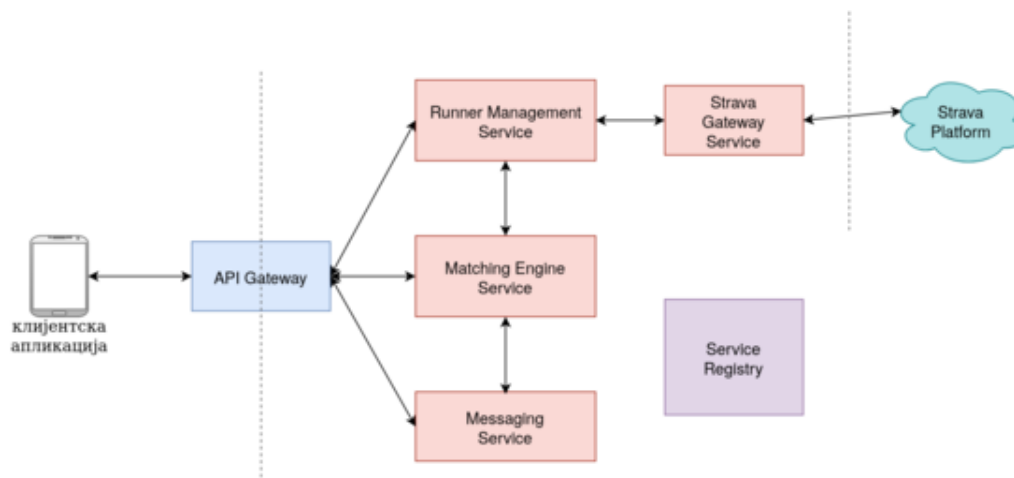 Runner Management
Service
Strava
Gateway
Service
Strava
Platform
API Gateway
Matching Engine
Service
клијентска
апликација
Service
Registry
Messaging
Service